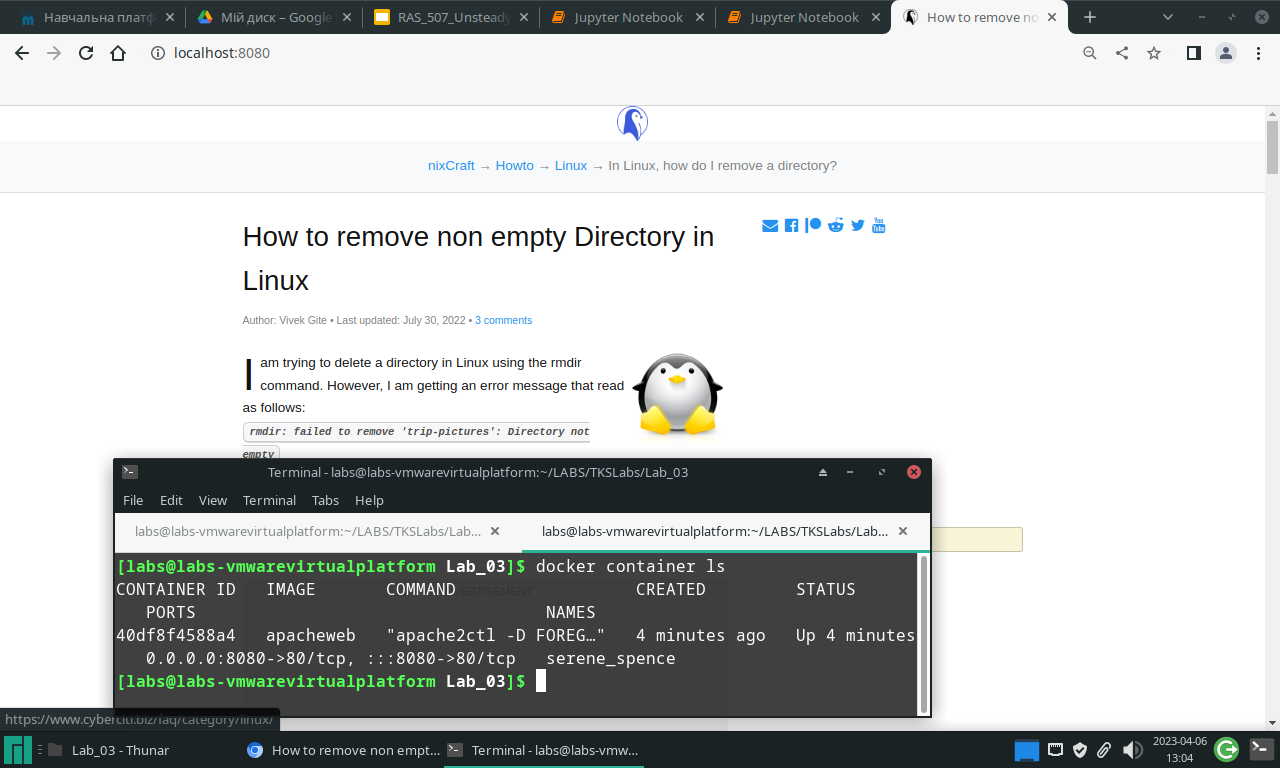 Навчальна платф
Мій диск – Google
RAS_507_Unsteady
Jupyter Notebook
Jupyter Notebook
How to remove no
localhost:8080
nixCraft → Howto → Linux → In Linux, how do I remove a directory?
How to remove non empty Directory in
Linux
Author: Vivek Gite • Last updated: July 30, 2022 • 3 comments
I am trying to delete a directory in Linux using the rmdir
command. However, I am getting an error message that read
as follows:
rmdir: failed to remove 'trip-pictures': Directory not
empty
Terminal - labs@labs-vmwarevirtualplatform:~/LABS/TKSLabs/Lab_03
File Edit View Terminal Tabs Help
labs@labs-vmwarevirtualplatform:~/LABS/TKSLabs/Lab...
labs@labs-vmwarevirtualplatform:~/LABS/TKSLabs/Lab...
[labs@labs-vmwarevirtualplatform Lab_03]$ docker container ls
CONTAINER ID IMAGE COMMAND CREATED STATUS
PORTS NAMES
40df8f4588a4 apacheweb "apache2ctl -D FOREG…" 4 minutes ago Up 4 minutes
0.0.0.0:8080->80/tcp, :::8080->80/tcp serene_spence
[labs@labs-vmwarevirtualplatform Lab_03]$
https://www.cyberciti.biz/faq/category/linux/
Lab_03 - Thunar
How to remove non empt...
Terminal - labs@labs-vmw...
2023-04-06
13:04